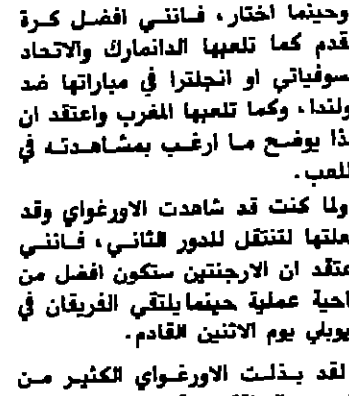 وحينما اختار، فانني افضل كرة
قدم كما تلعبها الدانمارك والاتحاد
سوفياتي او انجلترا في مباراتها ضد
ولندا، وكما تلعبها المغرب واعتقد ان
ذا يوضح ما ارغب بمشاهدته في
للعب.
ولما كنت قد شاهدت الاورغواي وقد
علتها لتنتقل للدور الثاني، فانني
عتقد ان الارجنتين ستكون افضل من
احية عملية حينما يلتقي الفريقان في
يوبلي يوم الاثنين القادم.
لقد بذلت الاورغواي الكثير من